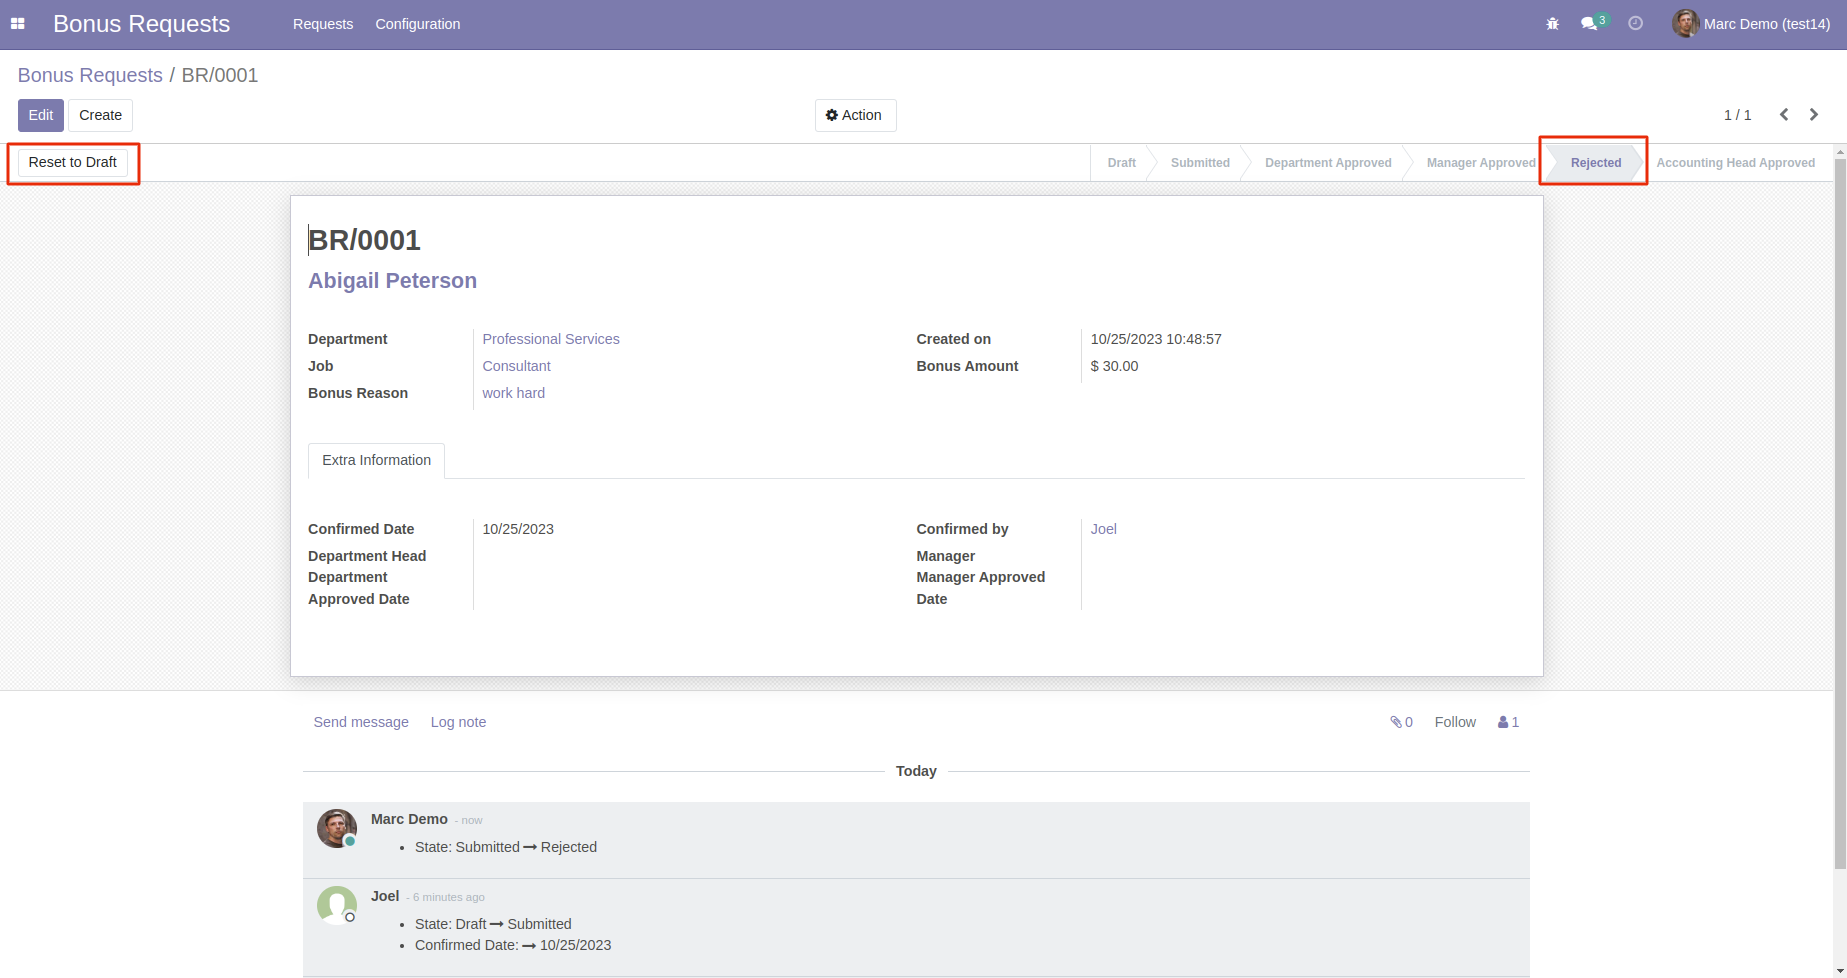 Bonus Requests Requests Configuration 3 Marc Demo (test14)
Bonus Requests / BR/0001
Edit Create Action 1 / 1
Reset to Draft Draft Submitted Department Approved Manager Approved Rejected Accounting Head Approved
BR/0001
Abigail Peterson
Department Professional Services Created on 10/25/2023 10:48:57
Job Consultant Bonus Amount $ 30.00
Bonus Reason work hard
Extra Information
Confirmed Date 10/25/2023 Confirmed by Joel
Department Head Manager
Department Manager Approved
Approved Date Date
Send message Log note 0 Follow 1
Today
Marc Demo - now
• State: Submitted → Rejected
Joel - 6 minutes ago
• State: Draft → Submitted
• Confirmed Date: → 10/25/2023